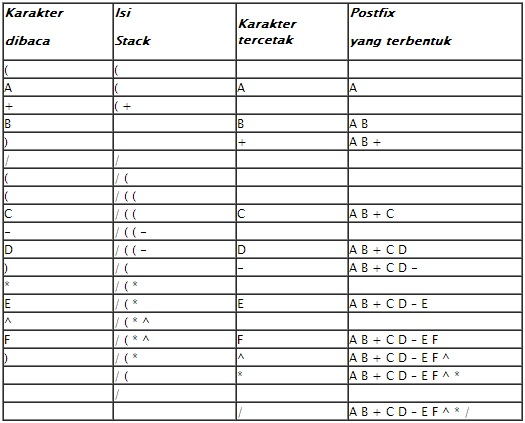 Karakter dibaca | Isi Stack | Karakter tercetak | Postfix yang terbentuk
( | ( | |
A | ( | A | A
+ | ( + | |
B | | B | A B
) | | + | A B +
/ | / | |
( | / ( | |
( | / ( ( | |
C | / ( ( | C | A B + C
– | / ( ( – | |
D | / ( ( – | D | A B + C D
) | / ( | – | A B + C D –
* | / ( * | |
E | / ( * | E | A B + C D – E
^ | / ( * ^ | |
F | / ( * ^ | F | A B + C D – E F
) | / ( * | ^ | A B + C D – E F ^
| / ( | * | A B + C D – E F ^ *
| / | |
| | / | A B + C D – E F ^ * /